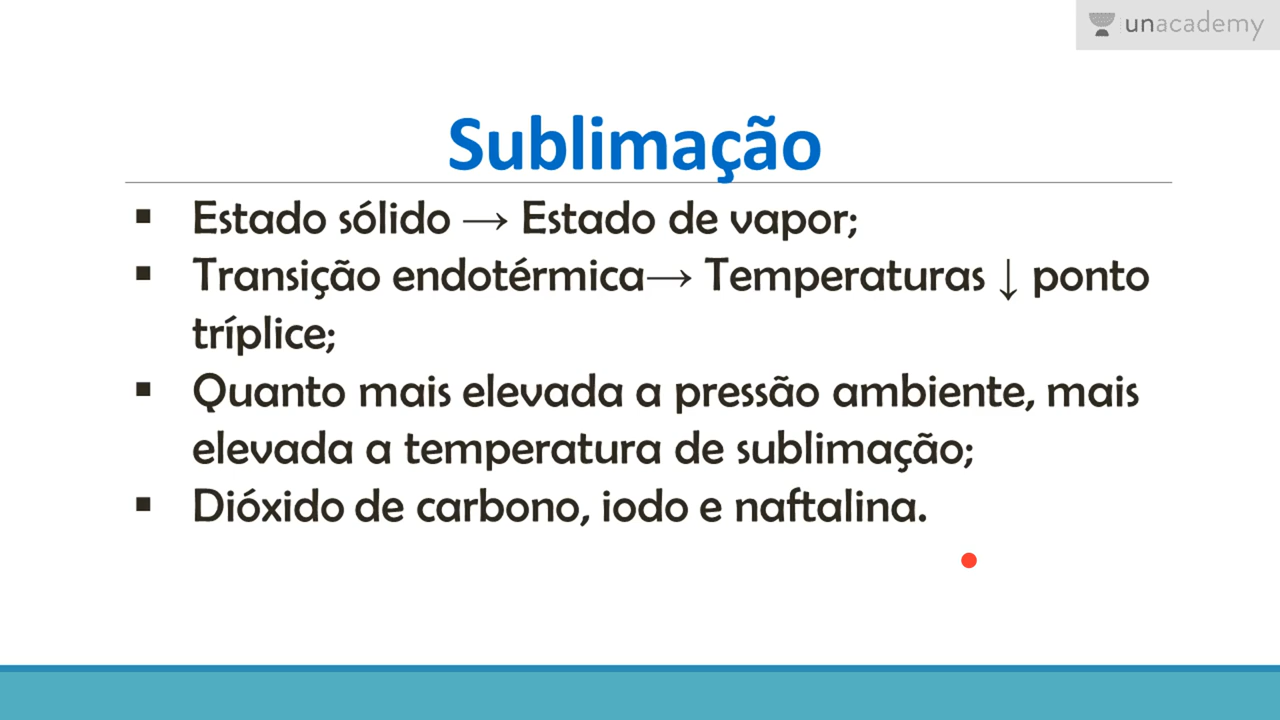 unacademy
Sublimação
▪ Estado sólido → Estado de vapor;
▪ Transição endotérmica→ Temperaturas ↓ ponto
tríplice;
▪ Quanto mais elevada a pressão ambiente, mais
elevada a temperatura de sublimação;
▪ Dióxido de carbono, iodo e naftalina.